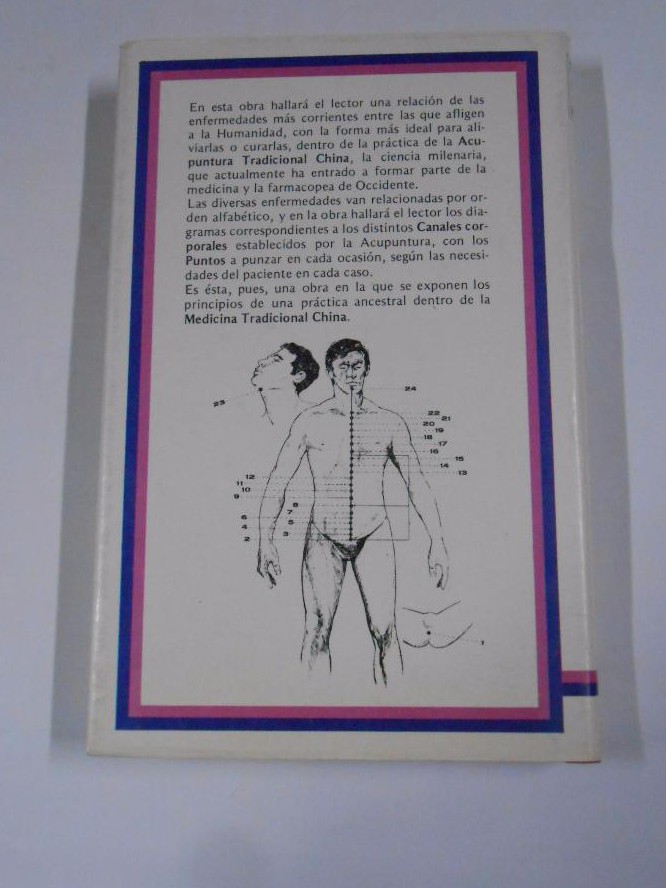 En esta obra hallará el lector una relación de las
enfermedades más corrientes entre las que afligen
a la Humanidad, con la forma más ideal para ali-
viarlas o curarlas, dentro de la práctica de la Acu-
puntura Tradicional China, la ciencia milenaria,
que actualmente ha entrado a formar parte de la
medicina y la farmacopea de Occidente.
Las diversas enfermedades van relacionadas por or-
den alfabético, y en la obra hallará el lector los dia-
gramas correspondientes a los distintos Canales cor-
porales establecidos por la Acupuntura, con los
Puntos a punzar en cada ocasión, según las necesi-
dades del paciente en cada caso.
Es ésta, pues, una obra en la que se exponen los
principios de una práctica ancestral dentro de la
Medicina Tradicional China.
23
24
22
21
20
19
18
17
16
15
14
13
12
11
10
9
8
7
6
5
4
3
2
1